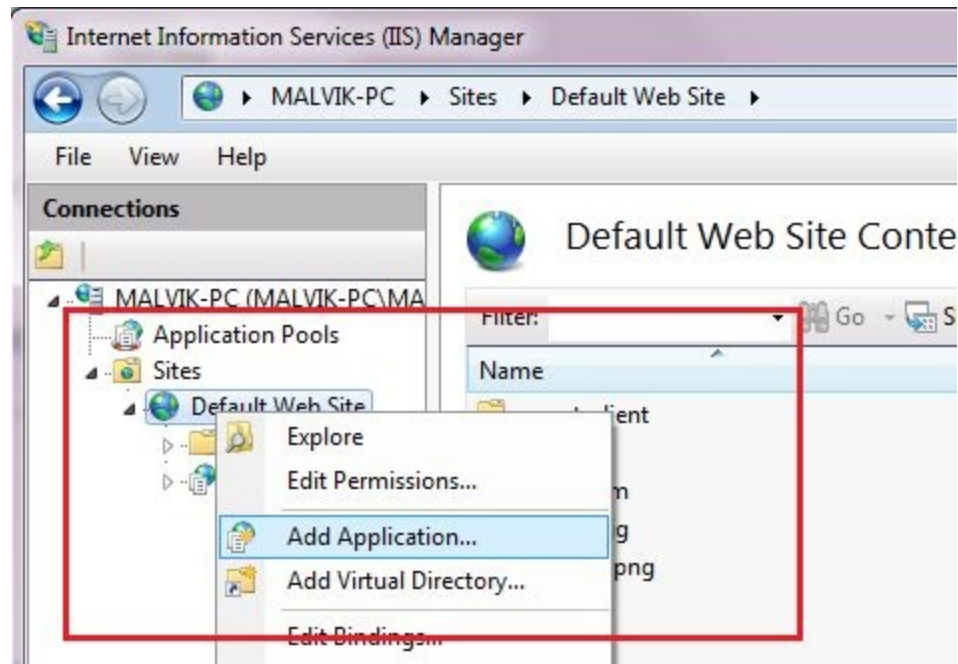 Internet Information Services (IIS) Manager
MALVIK-PC Sites Default Web Site
File View Help
Connections
Default Web Site Conte
MALVIK-PC (MALVIK-PC\MA
Application Pools
Sites
Default Web Site
Filter:
Go
S
Name
ent
m
g
png
Explore
Edit Permissions...
Add Application...
Add Virtual Directory...
Edit Bindings...